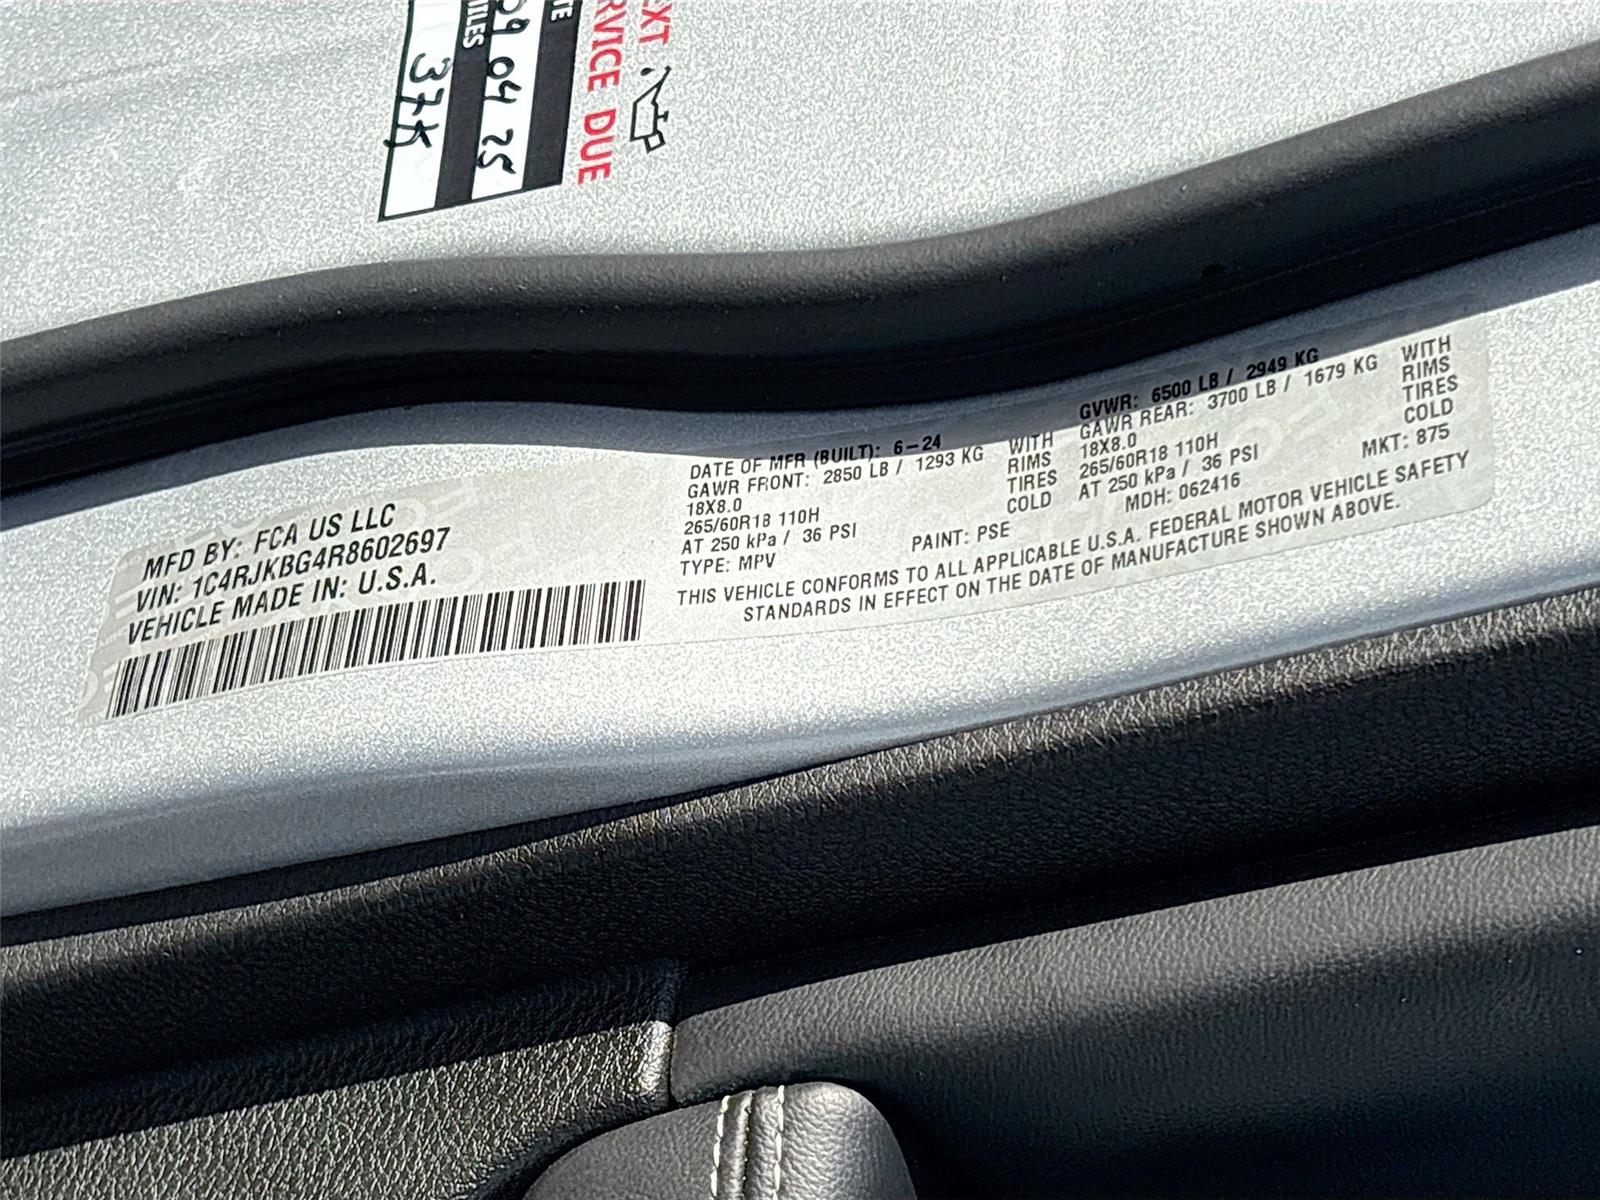 EXT
RVICE DUE
TE
09 04 25
MILES
37K
MFD BY: FCA US LLC
VIN: 1C4RJKBG4R8602697
VEHICLE MADE IN: U.S.A.
DATE OF MFR (BUILT): 6-24
GAWR FRONT: 2850 LB / 1293 KG WITH
18X8.0 RIMS
265/60R18 110H TIRES
AT 250 kPa / 36 PSI COLD
TYPE: MPV
PAINT: PSE
GVWR: 6500 LB / 2949 KG
GAWR REAR: 3700 LB / 1679 KG WITH
18X8.0 RIMS
265/60R18 110H TIRES
AT 250 kPa / 36 PSI COLD
MDH: 062416
MKT: 875
THIS VEHICLE CONFORMS TO ALL APPLICABLE U.S.A. FEDERAL MOTOR VEHICLE SAFETY
STANDARDS IN EFFECT ON THE DATE OF MANUFACTURE SHOWN ABOVE.